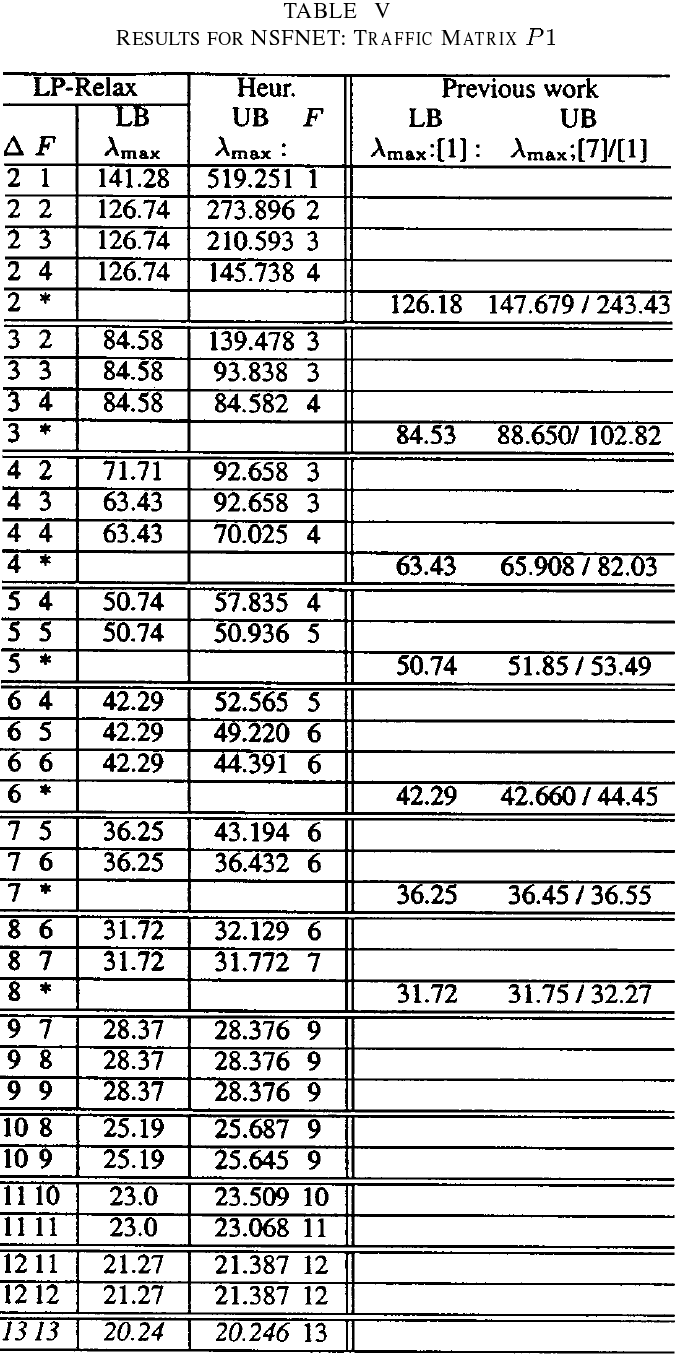 TABLE V
RESULTS FOR NSFNET: TRAFFIC MATRIX P1
LP-Relax Heur. Previous work
LB UB F LB UB
Δ F λmax λmax : λmax:[1] : λmax;[7]/[1]
2 1 141.28 519.251 1
2 2 126.74 273.896 2
2 3 126.74 210.593 3
2 4 126.74 145.738 4
2 * 126.18 147.679 / 243.43
3 2 84.58 139.478 3
3 3 84.58 93.838 3
3 4 84.58 84.582 4
3 * 84.53 88.650/ 102.82
4 2 71.71 92.658 3
4 3 63.43 92.658 3
4 4 63.43 70.025 4
4 * 63.43 65.908 / 82.03
5 4 50.74 57.835 4
5 5 50.74 50.936 5
5 * 50.74 51.85 / 53.49
6 4 42.29 52.565 5
6 5 42.29 49.220 6
6 6 42.29 44.391 6
6 * 42.29 42.660 / 44.45
7 5 36.25 43.194 6
7 6 36.25 36.432 6
7 * 36.25 36.45 / 36.55
8 6 31.72 32.129 6
8 7 31.72 31.772 7
8 * 31.72 31.75 / 32.27
9 7 28.37 28.376 9
9 8 28.37 28.376 9
9 9 28.37 28.376 9
10 8 25.19 25.687 9
10 9 25.19 25.645 9
11 10 23.0 23.509 10
11 11 23.0 23.068 11
12 11 21.27 21.387 12
12 12 21.27 21.387 12
13 13 20.24 20.246 13